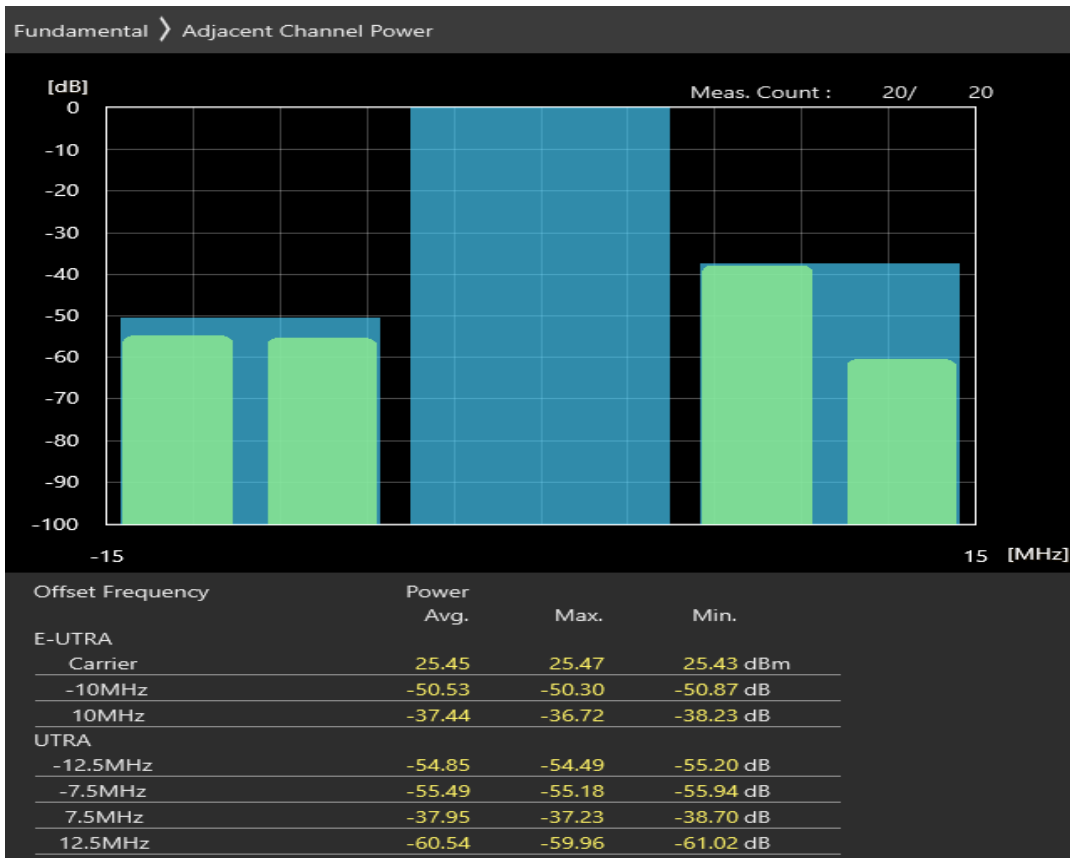 Fundamental 〉 Adjacent Channel Power
[dB]
Meas. Count : 20/ 20
0
-10
-20
-30
-40
-50
-60
-70
-80
-90
-100
-15 15 [MHz]
Offset Frequency Power
Avg. Max. Min.
E-UTRA
Carrier 25.45 25.47 25.43 dBm
-10MHz -50.53 -50.30 -50.87 dB
10MHz -37.44 -36.72 -38.23 dB
UTRA
-12.5MHz -54.85 -54.49 -55.20 dB
-7.5MHz -55.49 -55.18 -55.94 dB
7.5MHz -37.95 -37.23 -38.70 dB
12.5MHz -60.54 -59.96 -61.02 dB